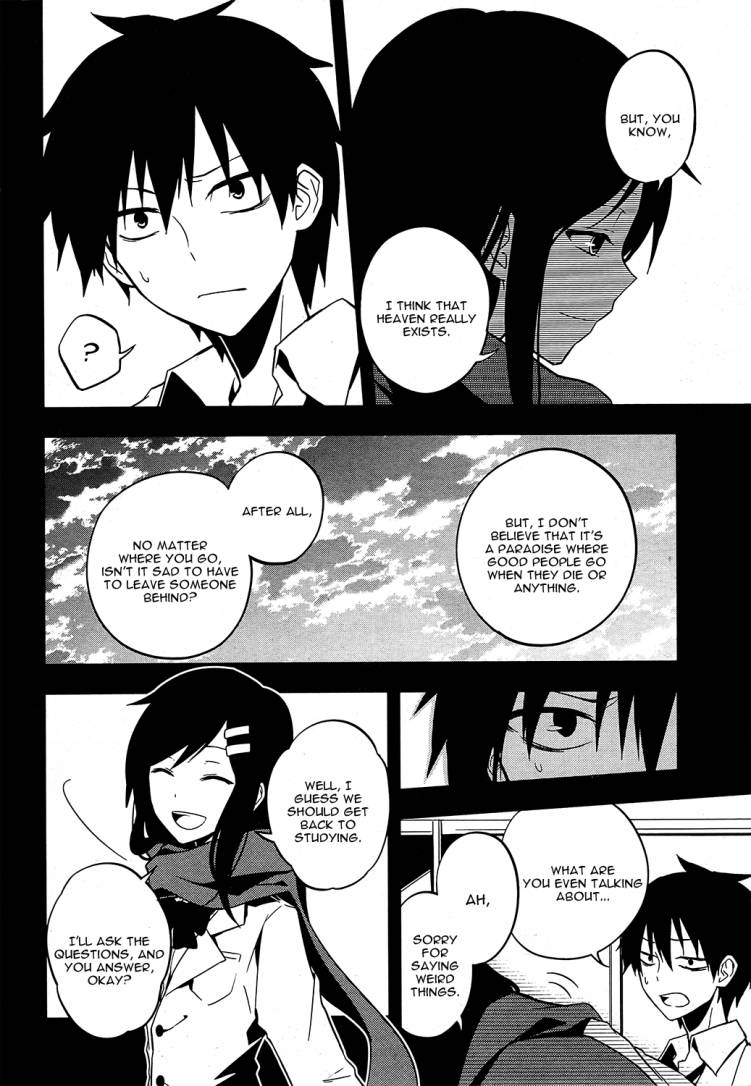 BUT, YOU
KNOW,
I THINK THAT
HEAVEN REALLY
EXISTS.
?
BUT, I DON'T
BELIEVE THAT IT'S
A PARADISE WHERE
GOOD PEOPLE GO
WHEN THEY DIE OR
ANYTHING.
AFTER ALL,
NO MATTER
WHERE YOU GO,
ISN'T IT SAD TO HAVE
TO LEAVE SOMEONE
BEHIND?
WHAT ARE
YOU EVEN TALKING
ABOUT...
AH,
SORRY
FOR
SAYING
WEIRD
THINGS.
WELL, I
GUESS WE
SHOULD GET
BACK TO
STUDYING.
I'LL ASK THE
QUESTIONS, AND
YOU ANSWER,
OKAY?